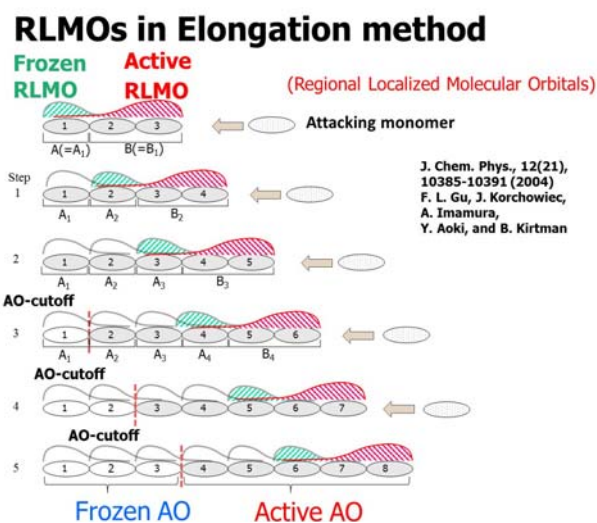 RLMOs in Elongation method
Frozen RLMO
Active RLMO
(Regional Localized Molecular Orbitals)
1 2 3
Attacking monomer
A(=A₁) B(=B₁)
J. Chem. Phys., 12(21),
10385-10391 (2004)
F. L. Gu, J. Korchowiec,
A. Imamura,
Y. Aoki, and B. Kirtman
Step
1
1 2 3 4
A₁ A₂ B₂
2
1 2 3 4 5
A₁ A₂ A₃ B₃
AO-cutoff
3
1 2 3 4 5 6
A₁ A₂ A₃ A₄ B₄
AO-cutoff
4
1 2 3 4 5 6 7
AO-cutoff
5
1 2 3 4 5 6 7 8
Frozen AO Active AO